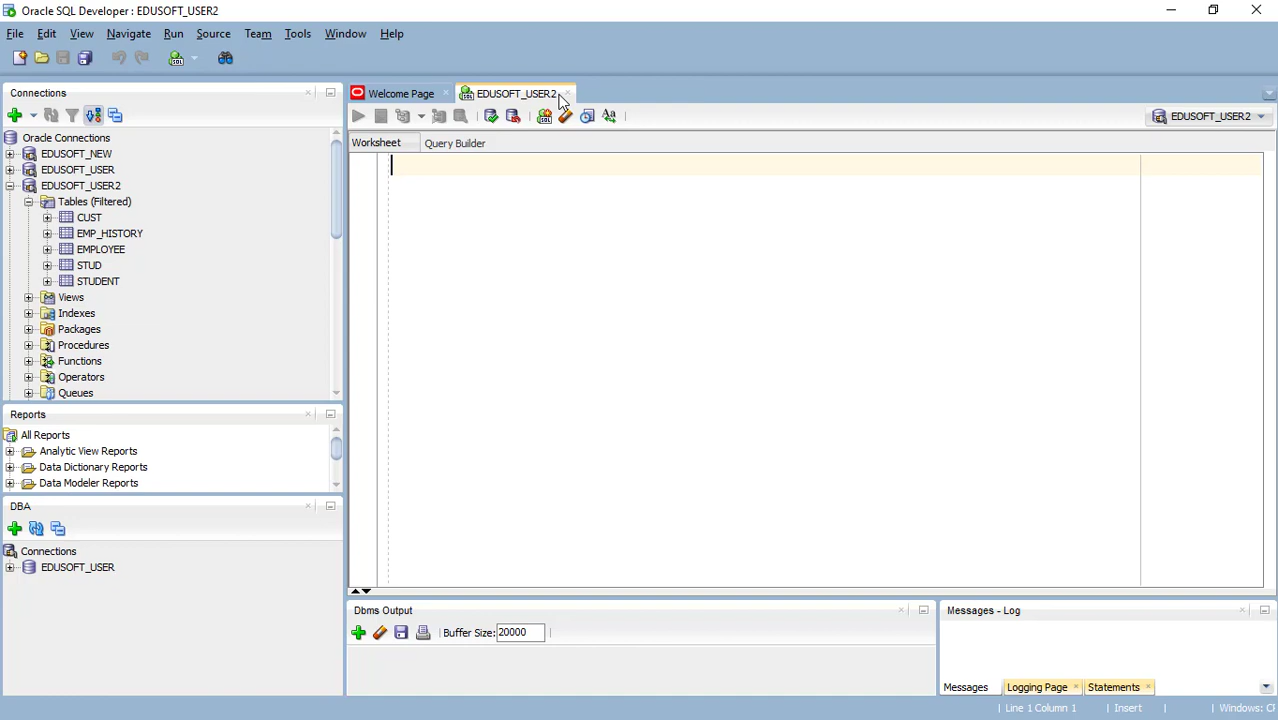 Oracle SQL Developer : EDUSOFT_USER2
File Edit View Navigate Run Source Team Tools Window Help
Connections
Oracle Connections
EDUSOFT_NEW
EDUSOFT_USER
EDUSOFT_USER2
Tables (Filtered)
CUST
EMP_HISTORY
EMPLOYEE
STUD
STUDENT
Views
Indexes
Packages
Procedures
Functions
Operators
Queues
Reports
All Reports
Analytic View Reports
Data Dictionary Reports
Data Modeler Reports
DBA
Connections
EDUSOFT_USER
Welcome Page EDUSOFT_USER2
EDUSOFT_USER2
Worksheet Query Builder
Dbms Output
Buffer Size: 20000
Messages - Log
Messages Logging Page Statements
Line 1 Column 1 Insert Windows: CF